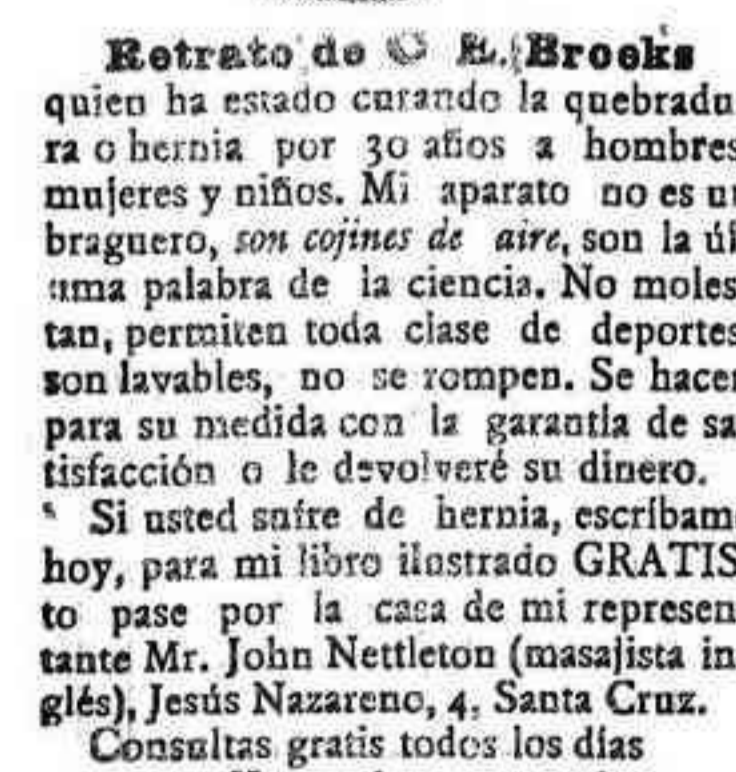 Retrato de C E. Brooks
quien ha estado curando la quebradu
ra o hernia por 30 años a hombres
mujeres y niños. Mi aparato no es un
braguero, son cojines de aire, son la úl
tima palabra de la ciencia. No moles
tan, permiten toda clase de deportes
son lavables, no se rompen. Se hacen
para su medida con la garantía de sa
tisfacción o le devolveré su dinero.
Si usted sufre de hernia, escríbame
hoy, para mi libro ilustrado GRATIS
to pase por la casa de mi represen
tante Mr. John Nettleton (masajista in
glés), Jesús Nazareno, 4, Santa Cruz.
Consultas gratis todos los días